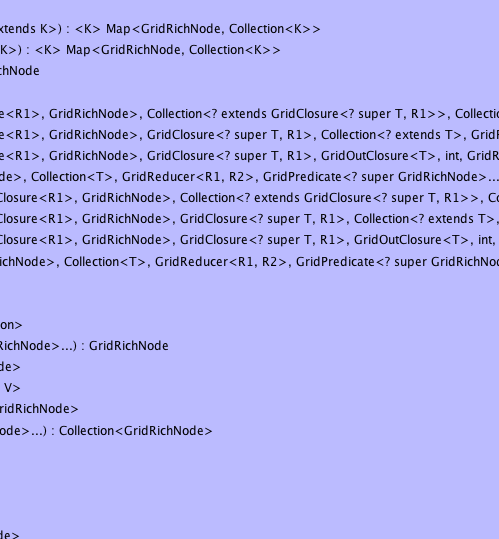 xtends K>) : <K> Map<GridRichNode, Collection<K>>
K>) : <K> Map<GridRichNode, Collection<K>>
chNode
e<R1>, GridRichNode>, Collection<? extends GridClosure<? super T, R1>>, Collectio
e<R1>, GridRichNode>, GridClosure<? super T, R1>, Collection<? extends T>, GridR
e<R1>, GridRichNode>, GridClosure<? super T, R1>, GridOutClosure<T>, int, GridR
de>, Collection<T>, GridReducer<R1, R2>, GridPredicate<? super GridRichNode>...
Closure<R1>, GridRichNode>, Collection<? extends GridClosure<? super T, R1>>, Co
Closure<R1>, GridRichNode>, GridClosure<? super T, R1>, Collection<? extends T>,
Closure<R1>, GridRichNode>, GridClosure<? super T, R1>, GridOutClosure<T>, int,
ichNode>, Collection<T>, GridReducer<R1, R2>, GridPredicate<? super GridRichNo
on>
RichNode>...) : GridRichNode
de>
V>
GridRichNode>
ode>...) : Collection<GridRichNode>
de>